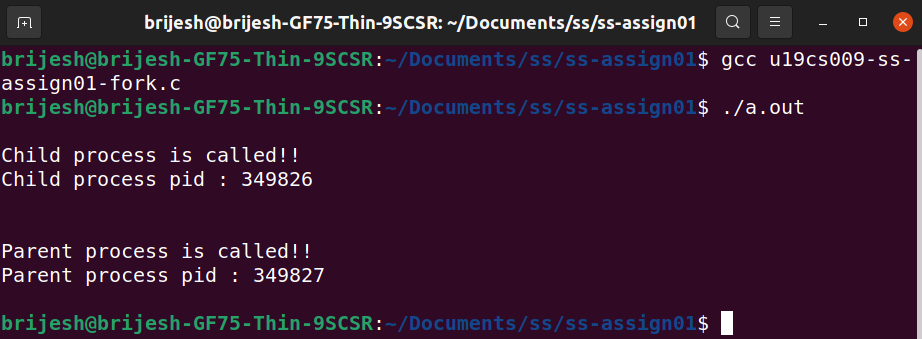 brijesh@brijesh-GF75-Thin-9SCSR: ~/Documents/ss/ss-assign01
brijesh@brijesh-GF75-Thin-9SCSR:~/Documents/ss/ss-assign01$ gcc u19cs009-ss-
assign01-fork.c
brijesh@brijesh-GF75-Thin-9SCSR:~/Documents/ss/ss-assign01$ ./a.out
Child process is called!!
Child process pid : 349826
Parent process is called!!
Parent process pid : 349827
brijesh@brijesh-GF75-Thin-9SCSR:~/Documents/ss/ss-assign01$